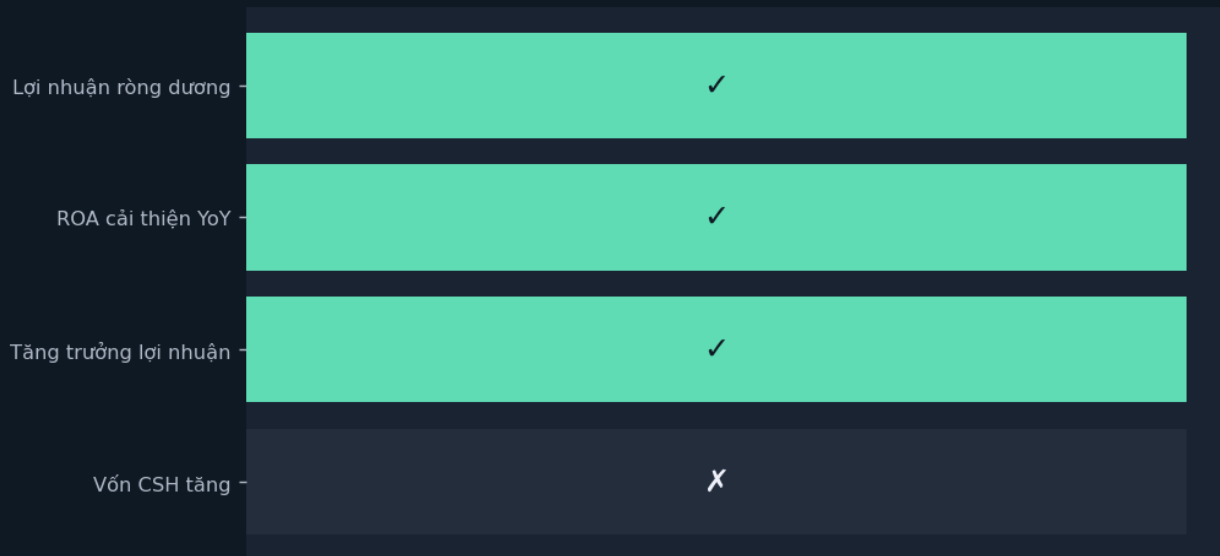 Lợi nhuận ròng dương ✓
ROA cải thiện YoY ✓
Tăng trưởng lợi nhuận ✓
Vốn CSH tăng ✗